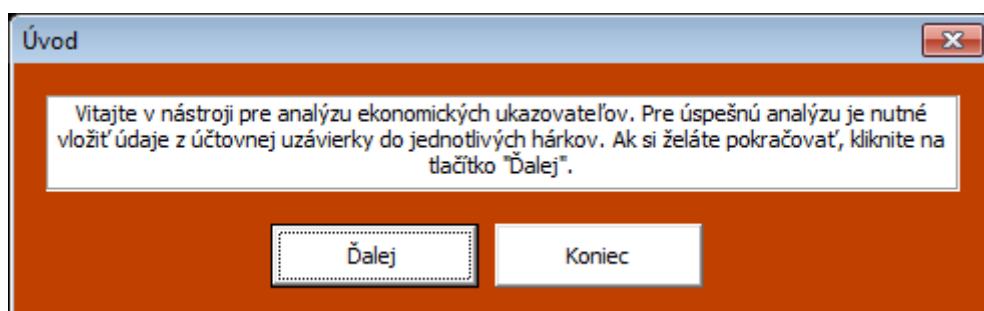 Úvod
Vitajte v nástroji pre analýzu ekonomických ukazovateľov. Pre úspešnú analýzu je nutné
vložiť údaje z účtovnej uzávierky do jednotlivých hárkov. Ak si želáte pokračovať, kliknite na
tlačítko "Ďalej".
Ďalej
Koniec